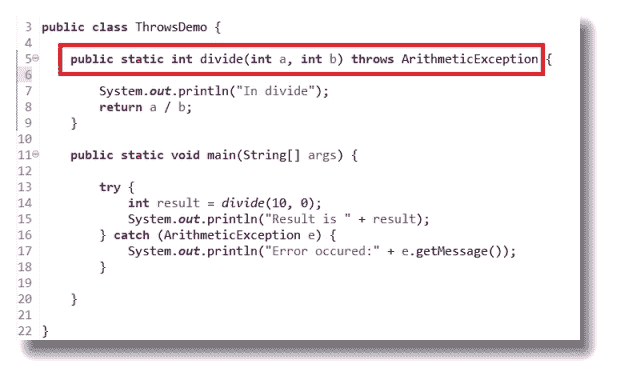 3 public class ThrowsDemo {
4
5 public static int divide(int a, int b) throws ArithmeticException {
6
7 System.out.println("In divide");
8 return a / b;
9 }
10
11 public static void main(String[] args) {
12
13 try {
14 int result = divide(10, 0);
15 System.out.println("Result is " + result);
16 } catch (ArithmeticException e) {
17 System.out.println("Error occured:" + e.getMessage());
18 }
19
20 }
21
22 }